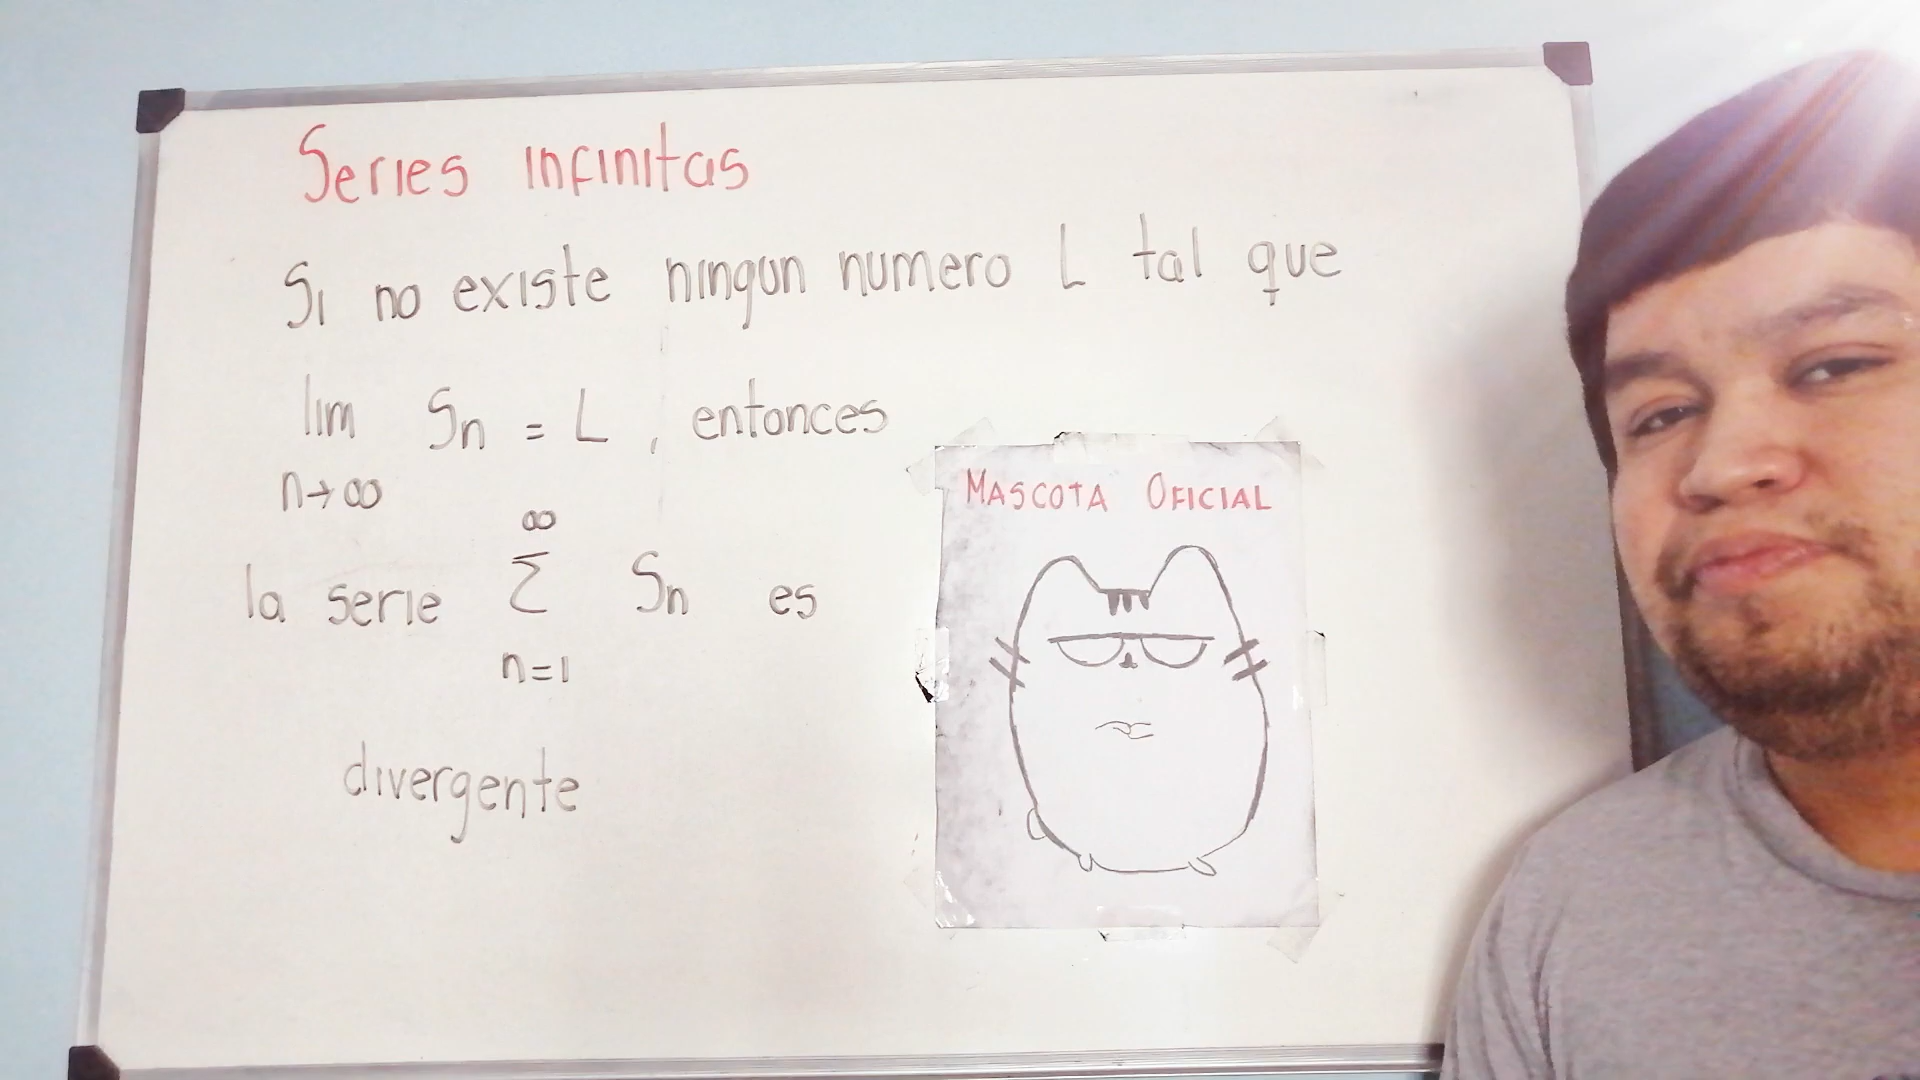 Series infinitas
Si no existe ningun numero L tal que
lim Sn = L , entonces
n→∞
∞
la serie Σ Sn es
n=1
divergente
MASCOTA OFICIAL